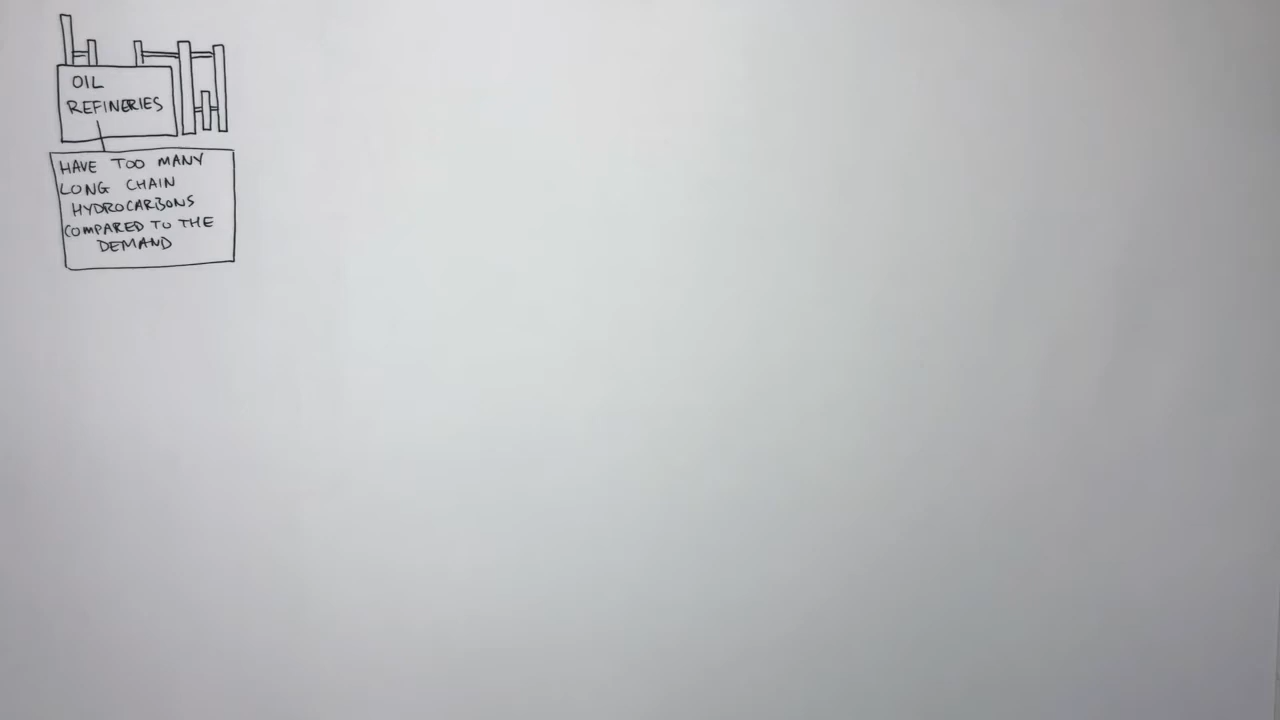 OIL
REFINERIES
HAVE TOO MANY
LONG CHAIN
HYDROCARBONS
COMPARED TO THE
DEMAND